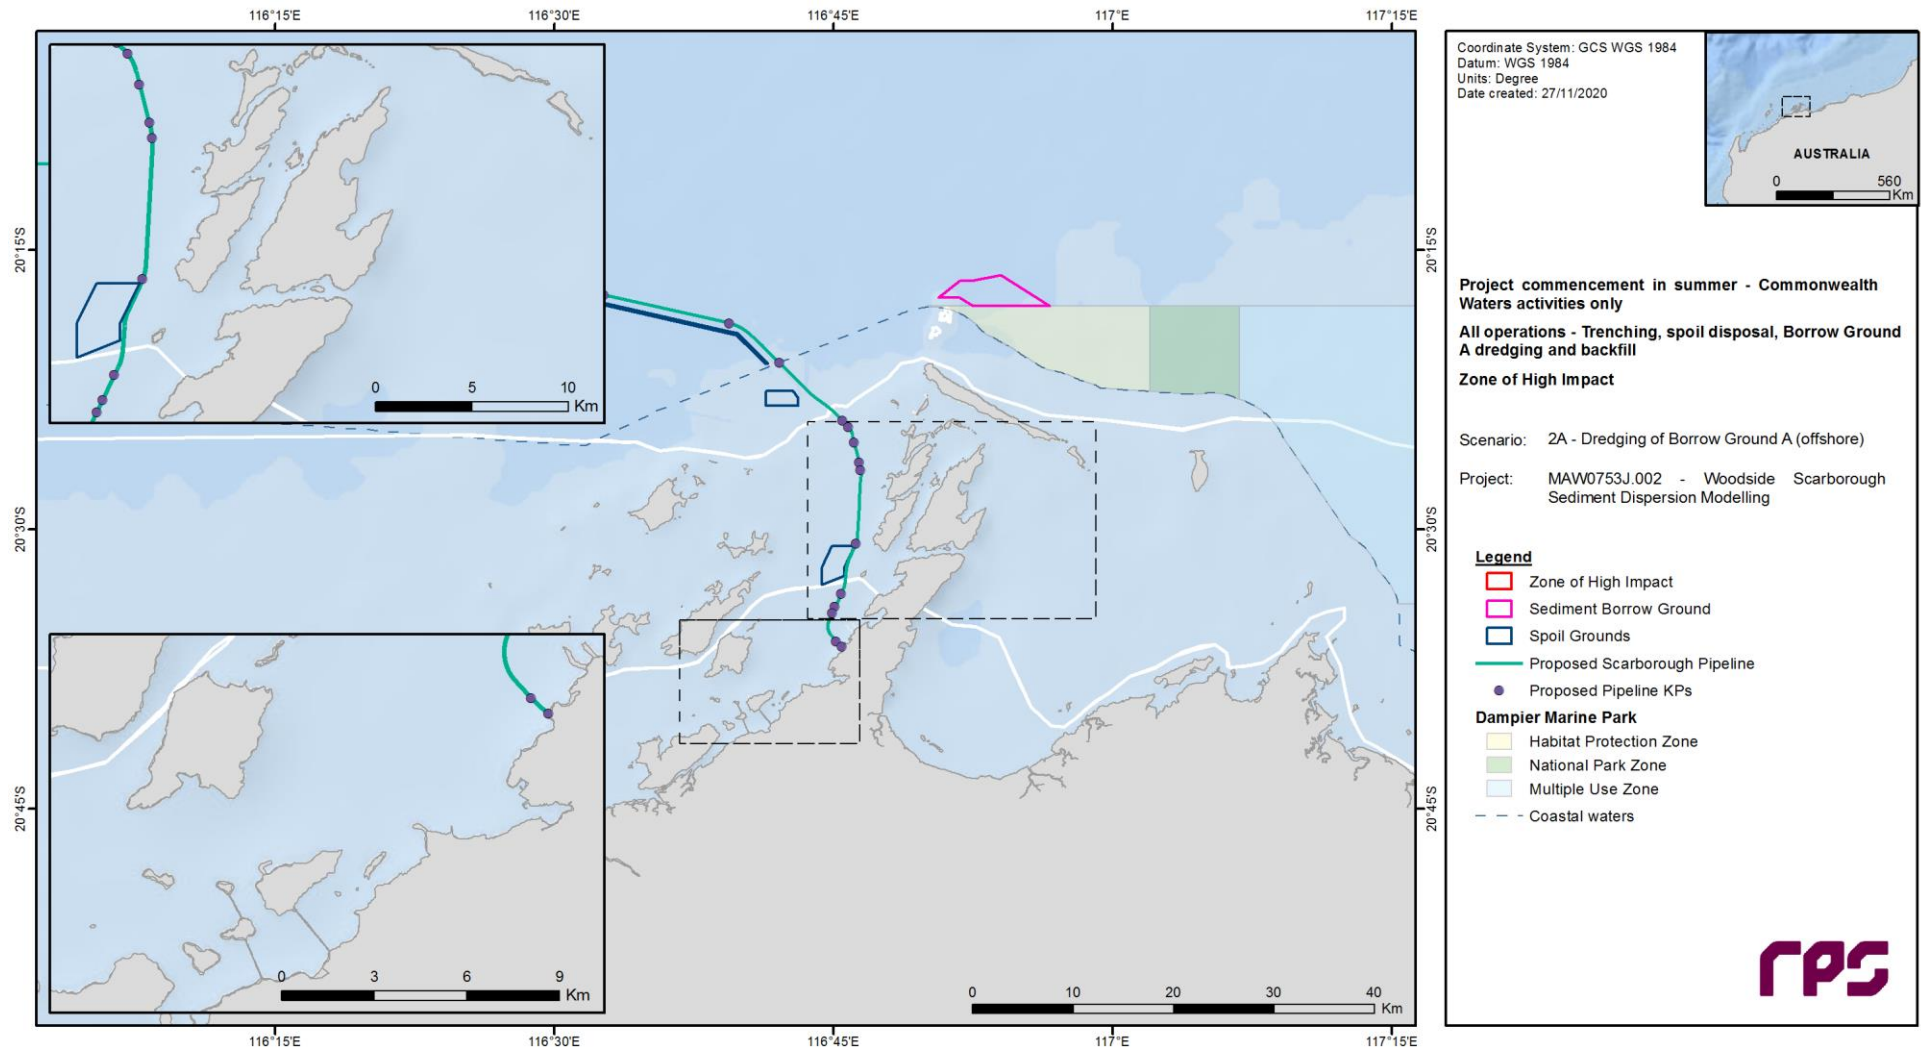 116°15'E
116°30'E
116°45'E
117°E
117°15'E
20°15'S
20°30'S
20°45'S
20°15'S
20°30'S
20°45'S
0 5 10
Km
0 3 6 9
Km
0 10 20 30 40
Km
116°15'E
116°30'E
116°45'E
117°E
117°15'E
Coordinate System: GCS WGS 1984
Datum: WGS 1984
Units: Degree
Date created: 27/11/2020
AUSTRALIA
0 560
Km
Project commencement in summer - Commonwealth
Waters activities only
All operations - Trenching, spoil disposal, Borrow Ground
A dredging and backfill
Zone of High Impact
Scenario: 2A - Dredging of Borrow Ground A (offshore)
Project: MAW0753J.002 - Woodside Scarborough
Sediment Dispersion Modelling
Legend
Zone of High Impact
Sediment Borrow Ground
Spoil Grounds
Proposed Scarborough Pipeline
Proposed Pipeline KPs
Dampier Marine Park
Habitat Protection Zone
National Park Zone
Multiple Use Zone
Coastal waters
rps